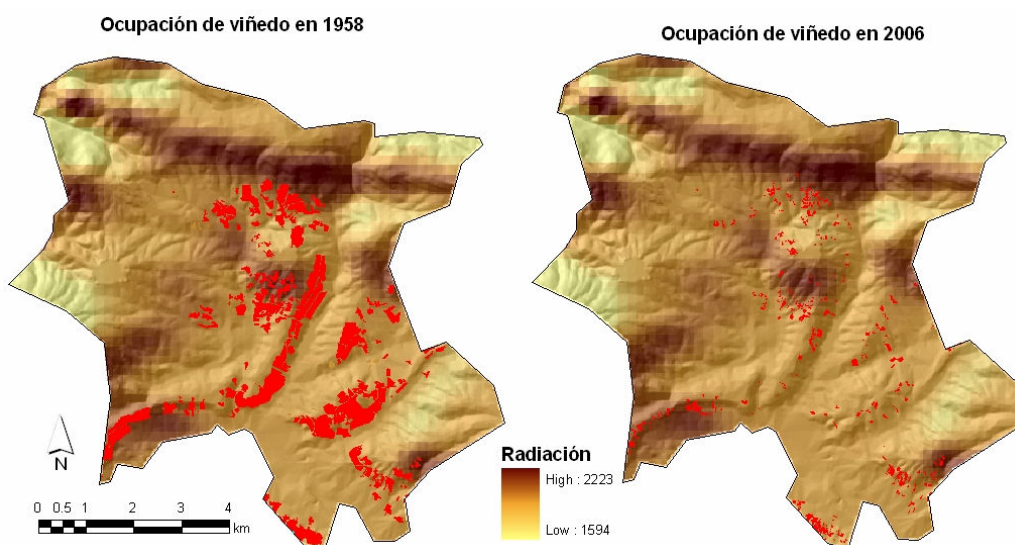 Ocupación de viñedo en 1958
Ocupación de viñedo en 2006
N
0 0.5 1 2 3 4
km
Radiación
High : 2223
Low : 1594